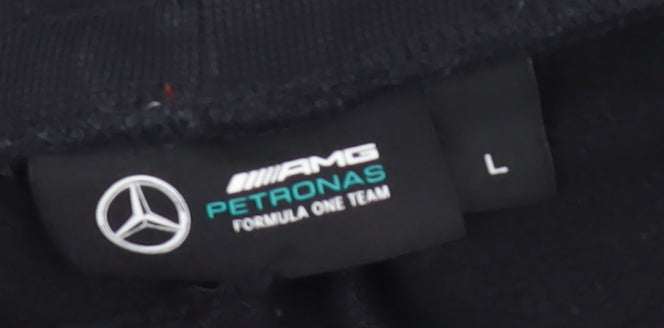 AMG
PETRONAS
FORMULA ONE TEAM
L